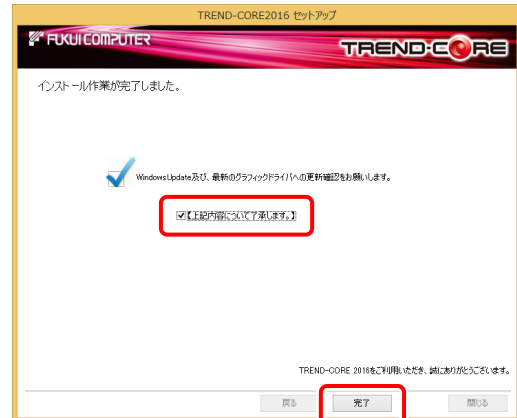 TREND-CORE2016 セットアップ
FUKUI COMPUTER
TREND-CORE
インストール作業が完了しました。
WindowsUpdate及び、最新のグラフィックドライバへの更新確認をお願いします。
【上記内容について了承します。】
TREND-CORE 2016をご利用いただき、誠にありがとうございます。
戻る 完了 閉じる